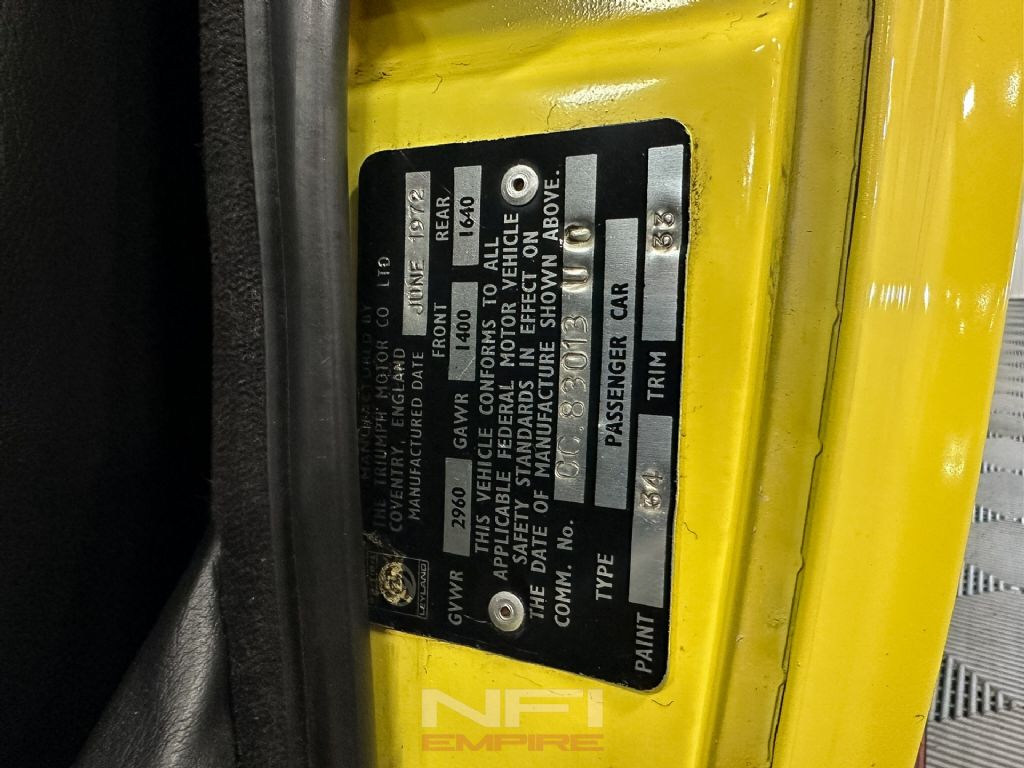 MANUFACTURED BY
THE TRIUMPH MOTOR CO LTD
COVENTRY, ENGLAND
MANUFACTURED DATE JUNE 1972
FRONT REAR
GVWR 2960 GAWR 1400 1640
THIS VEHICLE CONFORMS TO ALL
APPLICABLE FEDERAL MOTOR VEHICLE
SAFETY STANDARDS IN EFFECT ON
THE DATE OF MANUFACTURE SHOWN ABOVE.
COMM. No. CC.83013 U O
TYPE PASSENGER CAR
PAINT 34 TRIM 33
LEYLAND
NFI
EMPIRE